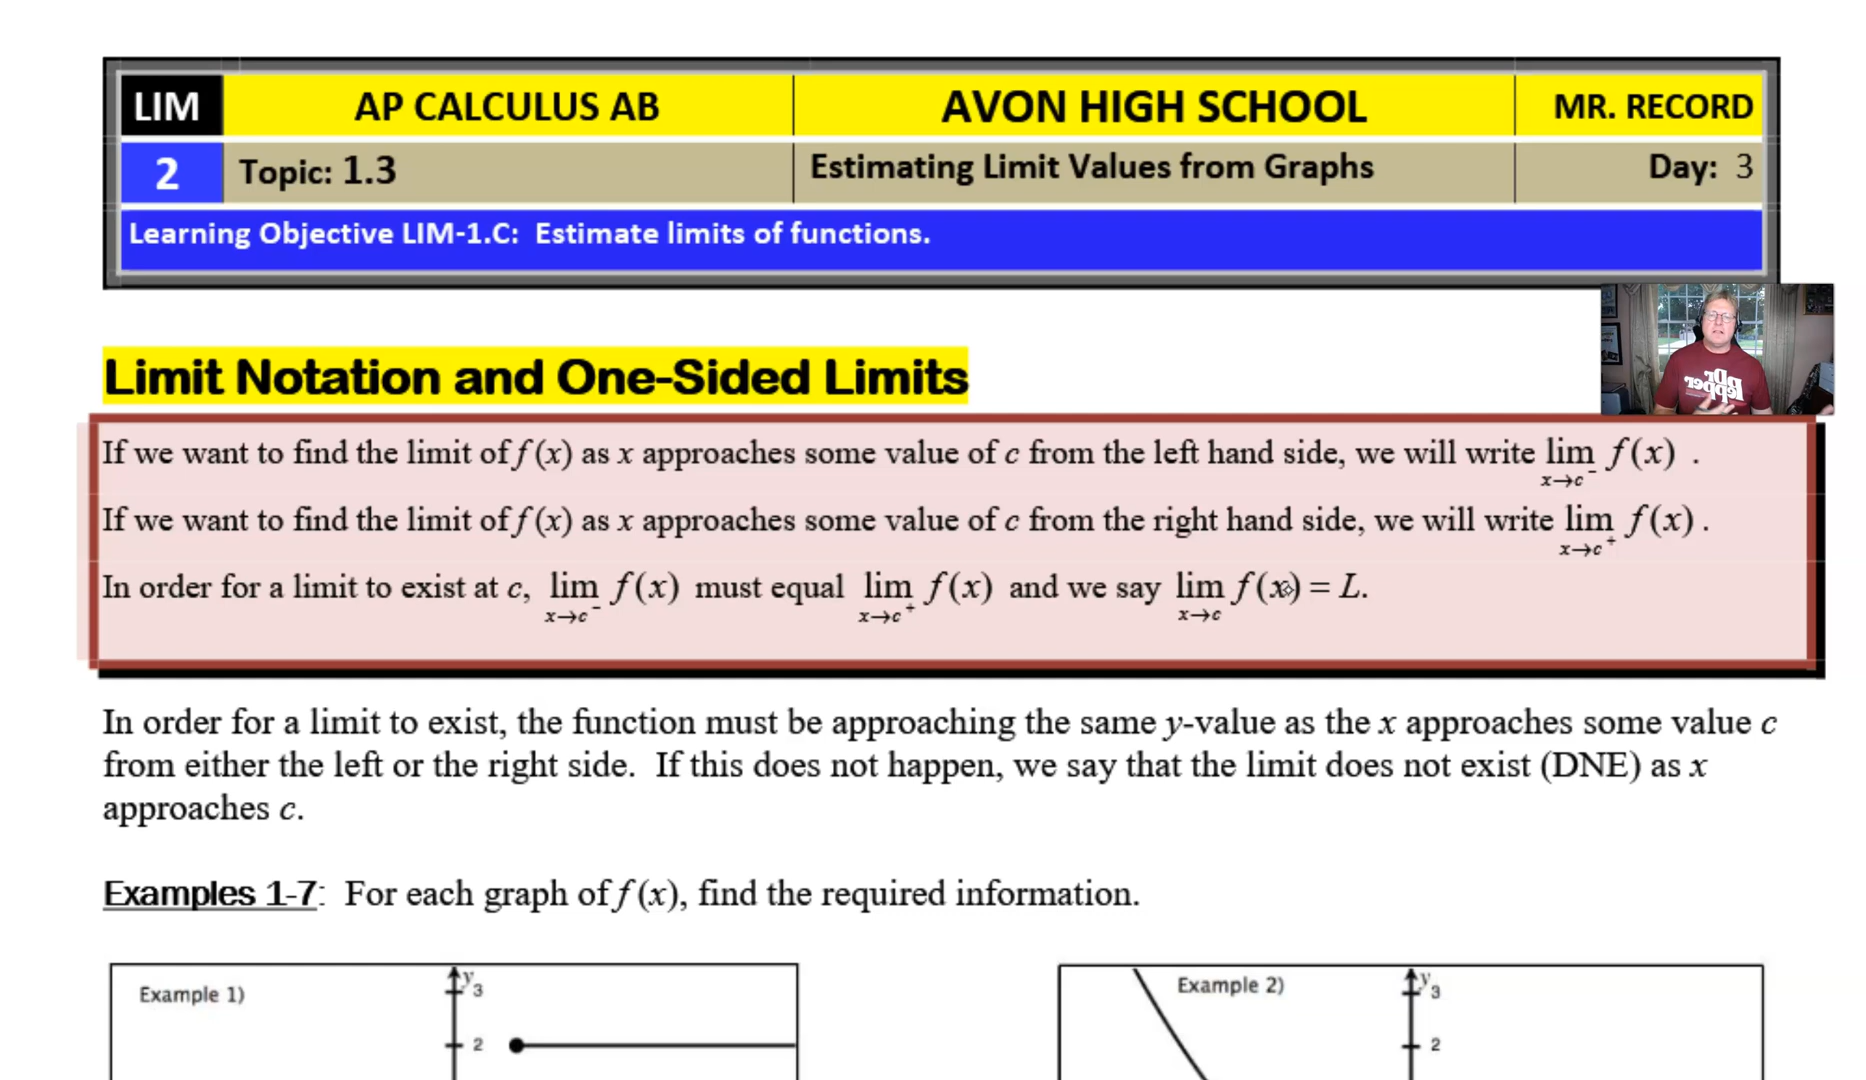 LIM AP CALCULUS AB AVON HIGH SCHOOL MR. RECORD
2 Topic: 1.3 Estimating Limit Values from Graphs Day: 3
Learning Objective LIM-1.C: Estimate limits of functions.
Dr
Pepper
Limit Notation and One-Sided Limits
If we want to find the limit of f(x) as x approaches some value of c from the left hand side, we will write lim x→c⁻ f(x) .
If we want to find the limit of f(x) as x approaches some value of c from the right hand side, we will write lim x→c⁺ f(x) .
In order for a limit to exist at c, lim x→c⁻ f(x) must equal lim x→c⁺ f(x) and we say lim x→c f(x) = L.
In order for a limit to exist, the function must be approaching the same y-value as the x approaches some value c
from either the left or the right side. If this does not happen, we say that the limit does not exist (DNE) as x
approaches c.
Examples 1-7: For each graph of f(x), find the required information.
Example 1)
y
3
2
Example 2)
y
3
2